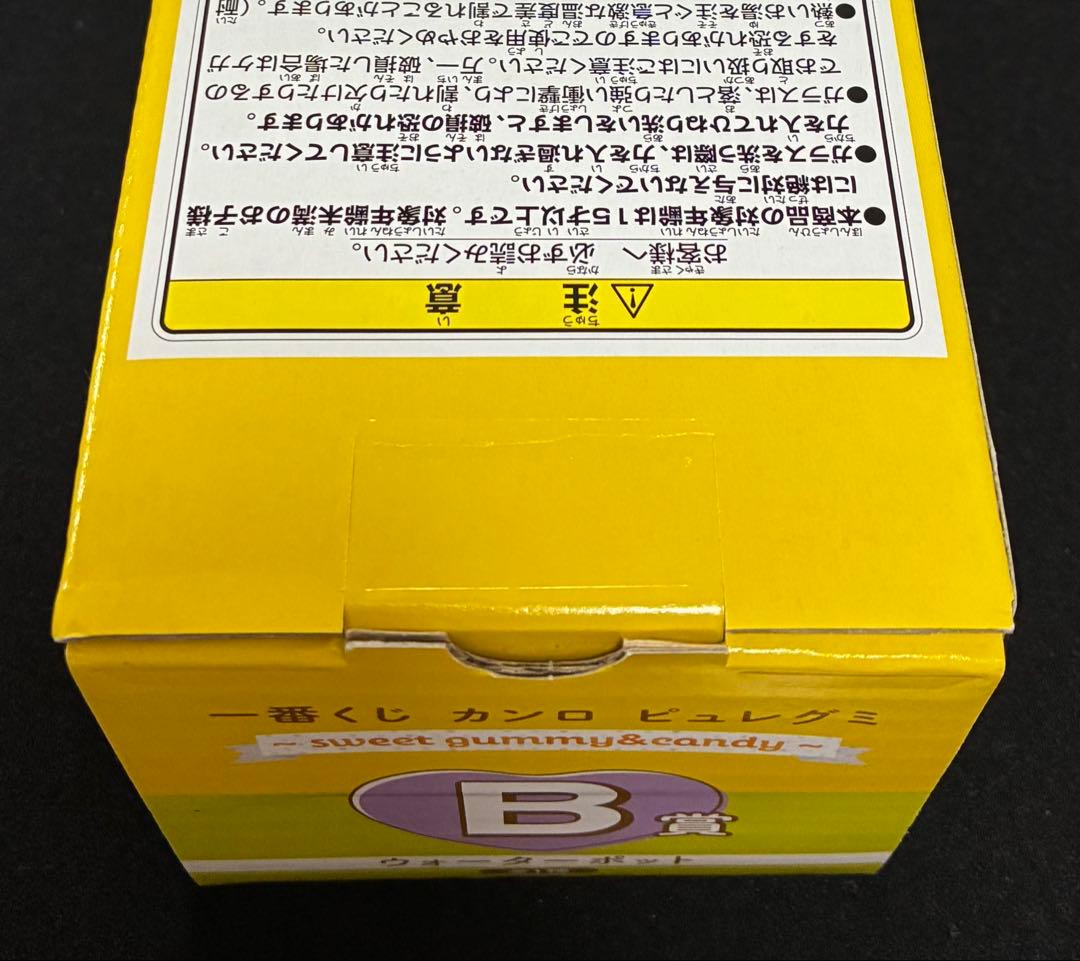 注意
お客様へ 必ずお読みください。
●本商品の対象年齢は15才以上です。対象年齢未満のお子様
には絶対に与えないでください。
●ガラスを洗う際は、力を入れ過ぎないように注意してください。
力を入れてひねり洗いをしますと、破損の恐れがあります。
●ガラスは、落としたり強い衝撃により、割れたり欠けたりするの
でお取り扱いにはご注意ください。万一、破損した場合はケガ
をする恐れがありますのでご使用をおやめください。
●熱いお湯を注ぐと急激な温度差で割れることがあります。(耐
一番くじ カンロ ピュレグミ
~ sweet gummy&candy ~
B賞
ウォーターポット